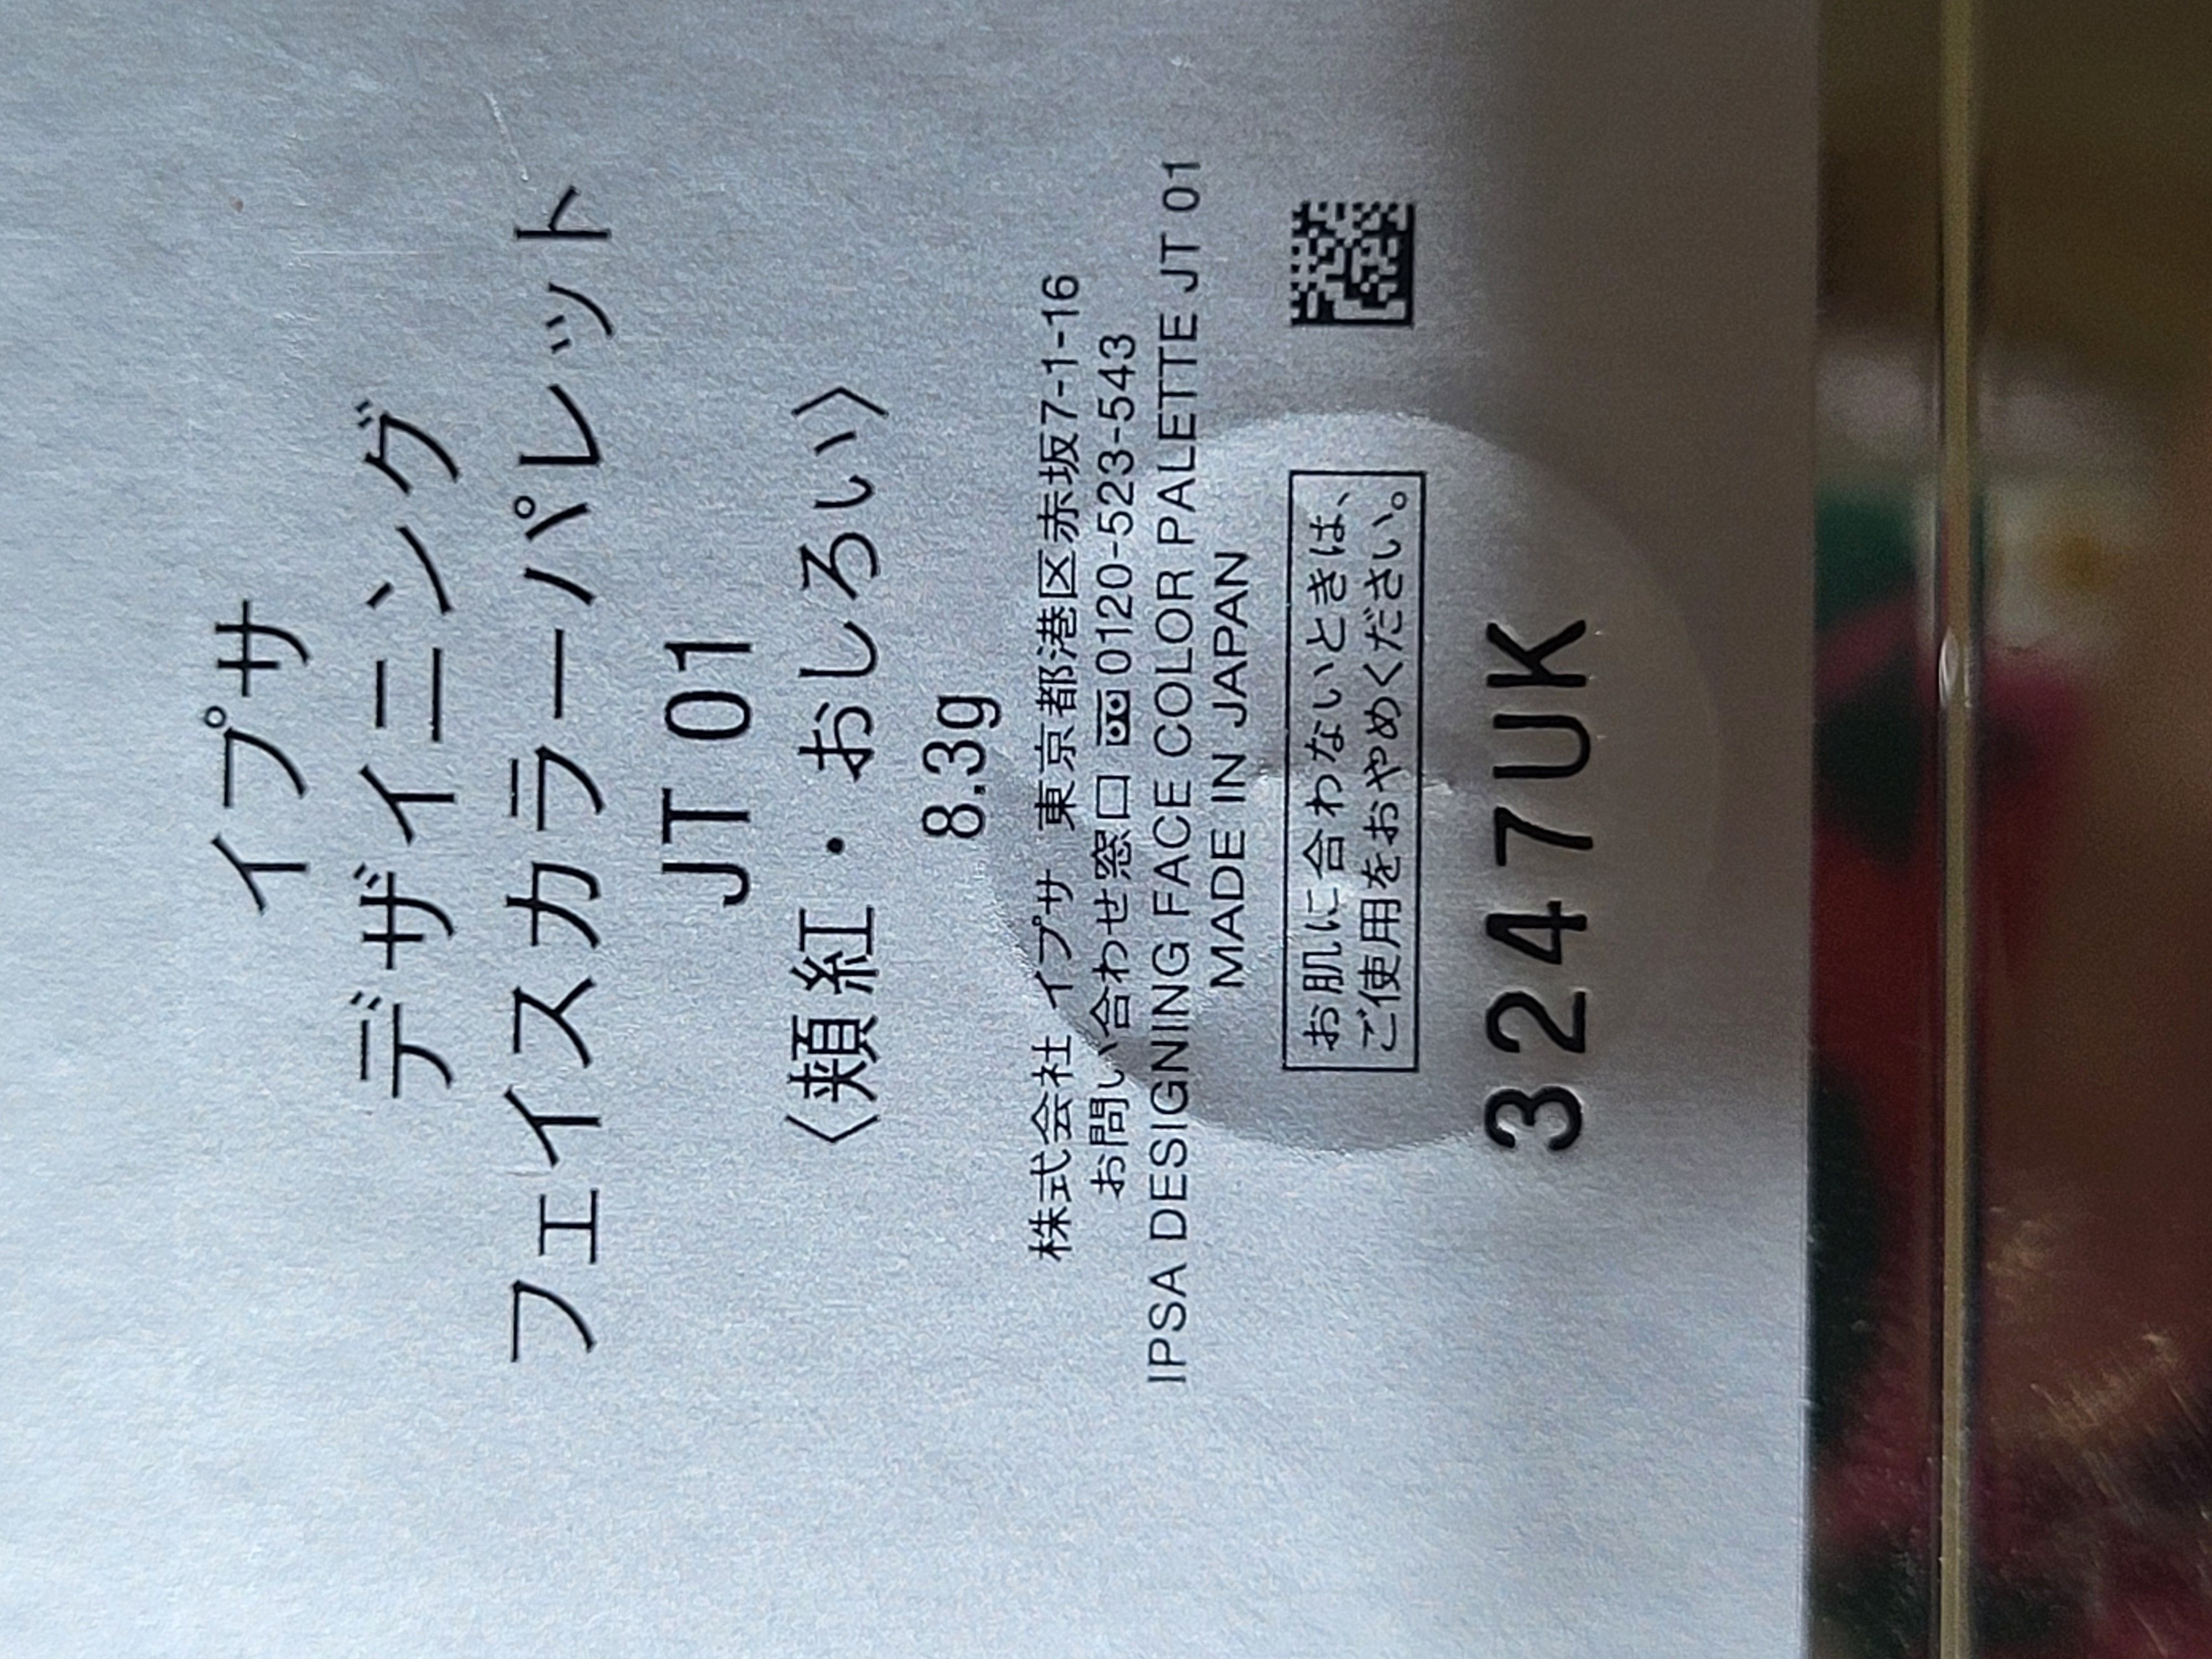 イプサ
デザイニング
フェイスカラーパレット
JT 01
〈頬紅・おしろい〉
8.3g
株式会社 イプサ 東京都港区赤坂7-1-16
お問い合わせ窓口 0120-523-543
IPSA DESIGNING FACE COLOR PALETTE JT 01
MADE IN JAPAN
お肌に合わないときは、
ご使用をおやめください。
3247UK